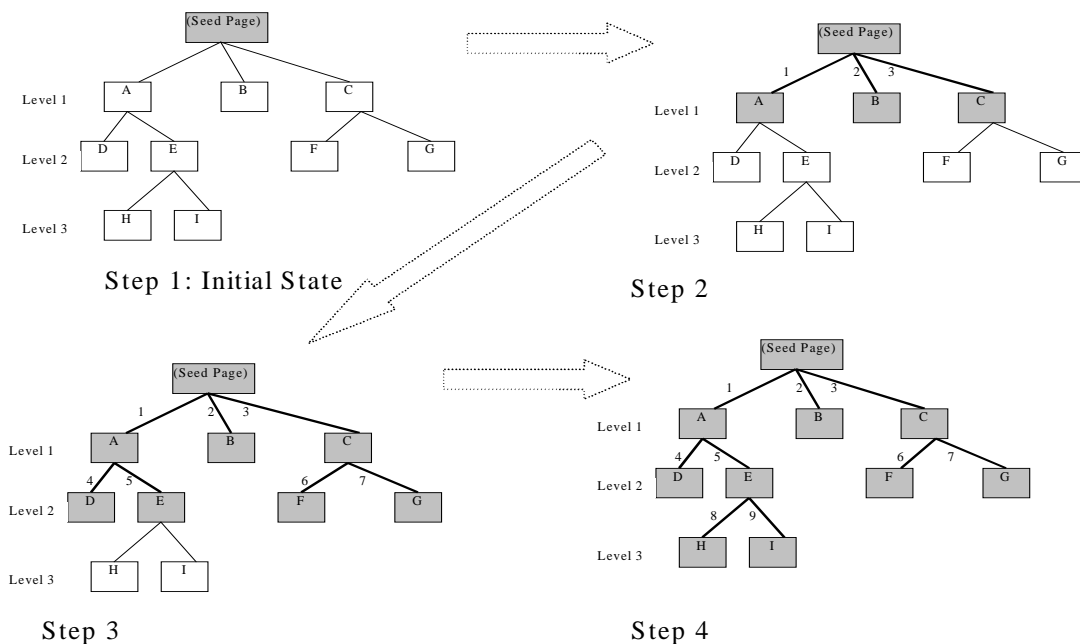 (Seed Page)
A B C
Level 1
D E F G
Level 2
H I
Level 3
Step 1: Initial State
(Seed Page)
1 2 3
A B C
Level 1
D E F G
Level 2
H I
Level 3
Step 2
(Seed Page)
1 2 3
A B C
Level 1
4 5 6 7
D E F G
Level 2
H I
Level 3
Step 3
(Seed Page)
1 2 3
A B C
Level 1
4 5 6 7
D E F G
Level 2
8 9
H I
Level 3
Step 4